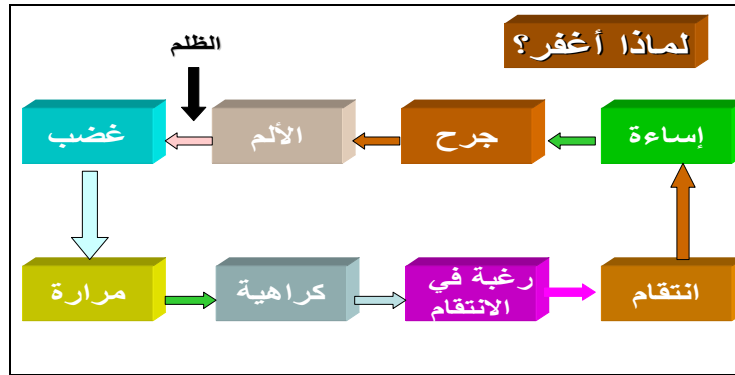 لماذا أغفر؟
الظلم
إساءة
جرح
الألم
غضب
مرارة
كراهية
رغبة في
الانتقام
انتقام